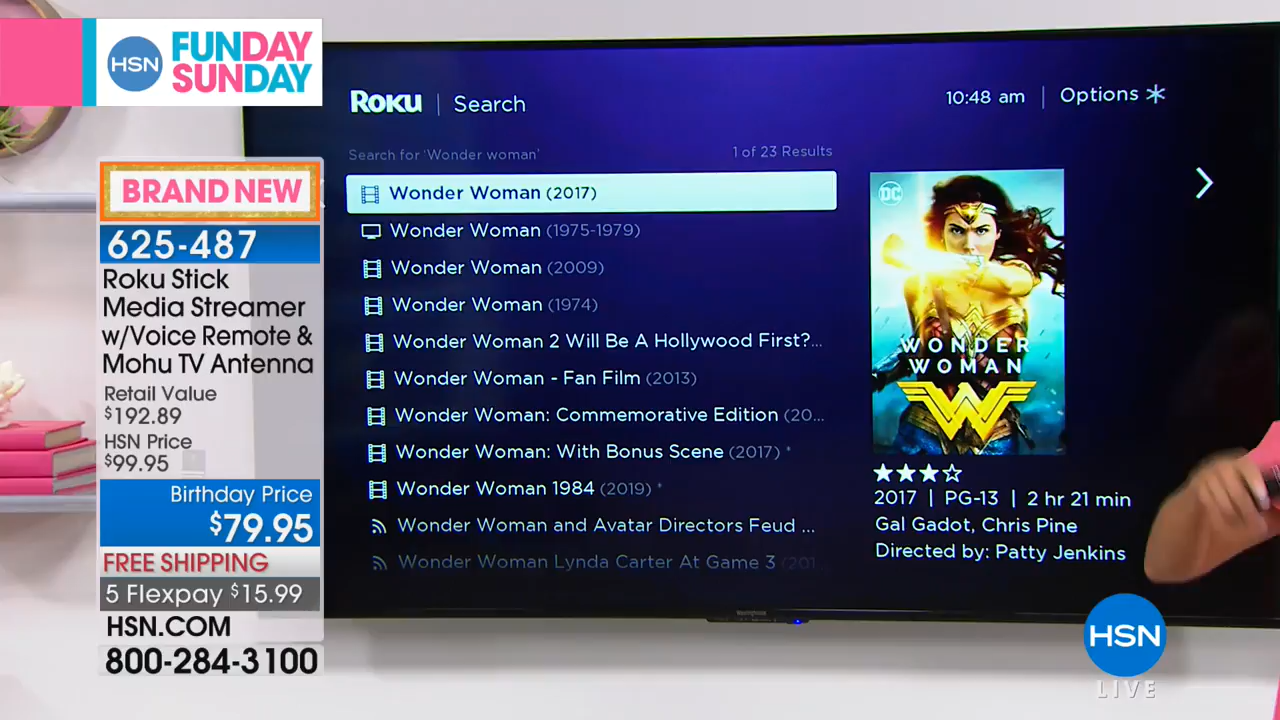 HSN
FUNDAY
SUNDAY
BRAND NEW
625-487
Roku Stick
Media Streamer
w/Voice Remote &
Mohu TV Antenna
Retail Value
$192.89
HSN Price
$99.95
Birthday Price
$79.95
FREE SHIPPING
5 Flexpay $15.99
HSN.COM
800-284-3100
Roku | Search
10:48 am | Options
Search for 'Wonder woman'
1 of 23 Results
Wonder Woman (2017)
Wonder Woman (1975-1979)
Wonder Woman (2009)
Wonder Woman (1974)
Wonder Woman 2 Will Be A Hollywood First?...
Wonder Woman - Fan Film (2013)
Wonder Woman: Commemorative Edition (20...
Wonder Woman: With Bonus Scene (2017) *
Wonder Woman 1984 (2019) *
Wonder Woman and Avatar Directors Feud ...
Wonder Woman Lynda Carter At Game 3 (201
DC
WONDER
WOMAN
2017 | PG-13 | 2 hr 21 min
Gal Gadot, Chris Pine
Directed by: Patty Jenkins
HSN
LIVE